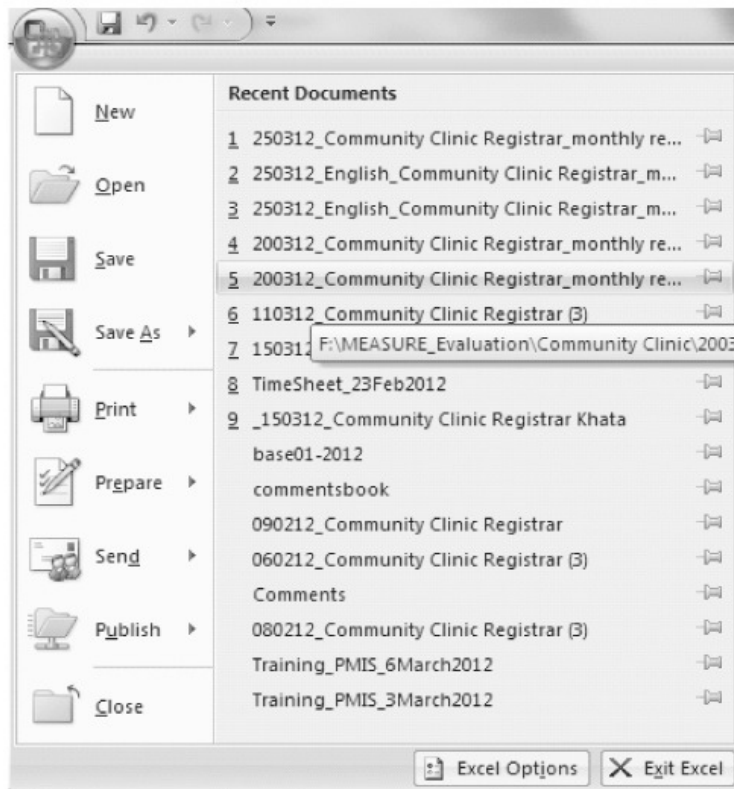 New
Open
Save
Save As
Print
Prepare
Send
Publish
Close
Recent Documents
1 250312_Community Clinic Registrar_monthly re...
2 250312_English_Community Clinic Registrar_m...
3 250312_English_Community Clinic Registrar_m...
4 200312_Community Clinic Registrar_monthly re...
5 200312_Community Clinic Registrar_monthly re...
6 110312_Community Clinic Registrar (3)
7 150312
F:\MEASURE_Evaluation\Community Clinic\2003
8 TimeSheet_23Feb2012
9 _150312_Community Clinic Registrar Khata
base01-2012
commentsbook
090212_Community Clinic Registrar
060212_Community Clinic Registrar (3)
Comments
080212_Community Clinic Registrar (3)
Training_PMIS_6March2012
Training_PMIS_3March2012
Excel Options
Exit Excel